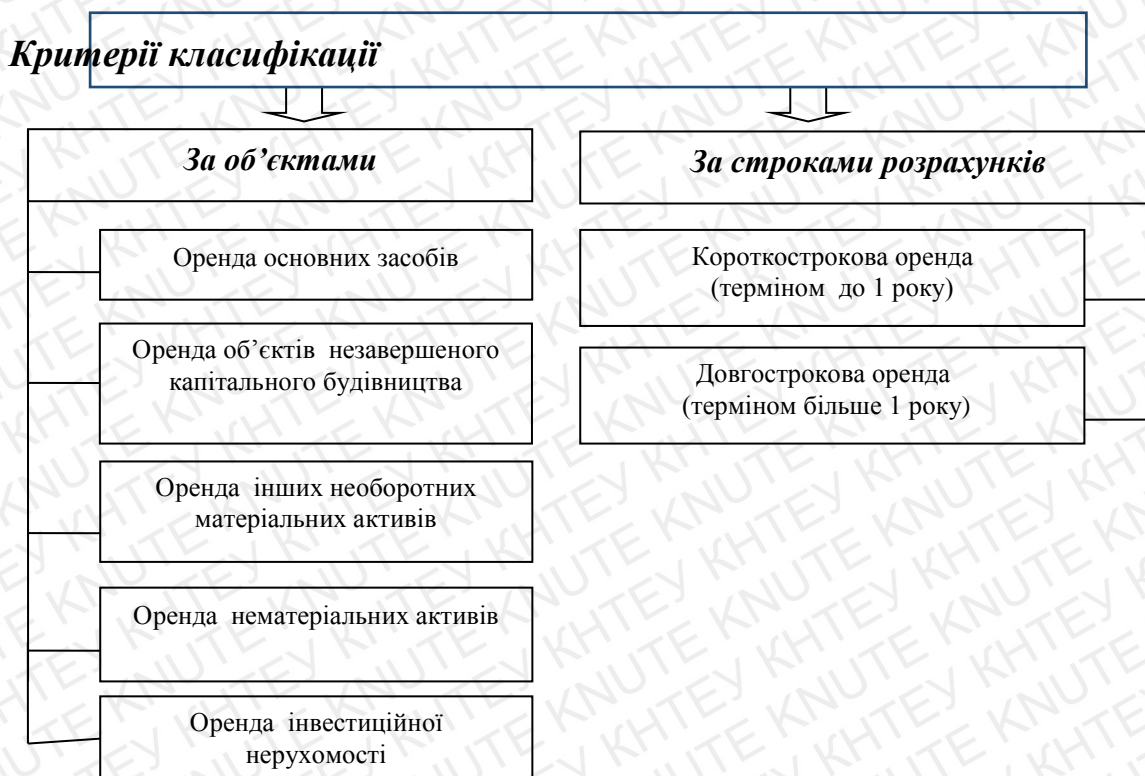 Критерії класифікації
За об’єктами
Оренда основних засобів
Оренда об’єктів незавершеного
капітального будівництва
Оренда інших необоротних
матеріальних активів
Оренда нематеріальних активів
Оренда інвестиційної
нерухомості
За строками розрахунків
Короткострокова оренда
(терміном до 1 року)
Довгострокова оренда
(терміном більше 1 року)